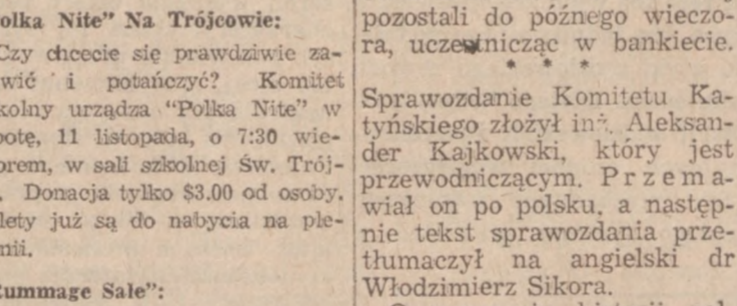 olka Nite” Na Trójcowie:
Czy chcecie się prawdziwie za-
wić i potańczyć? Komitet
kolny urządza “Polka Nite” w
botę, 11 listopada, o 7:30 wie-
orem, w sali szkolnej Św. Trój-
. Donacja tylko $3.00 od osoby.
lety już są do nabycia na ple-
nii.
ummage Sale”:
pozostali do późnego wieczo-
ra, uczestnicząc w bankiecie.
* * *
Sprawozdanie Komitetu Ka-
tyńskiego złożył inż. Aleksan-
der Kajkowski, który jest
przewodniczącym. Przema-
wiał on po polsku, a następ-
nie tekst sprawozdania prze-
tłumaczył na angielski dr
Włodzimierz Sikora.